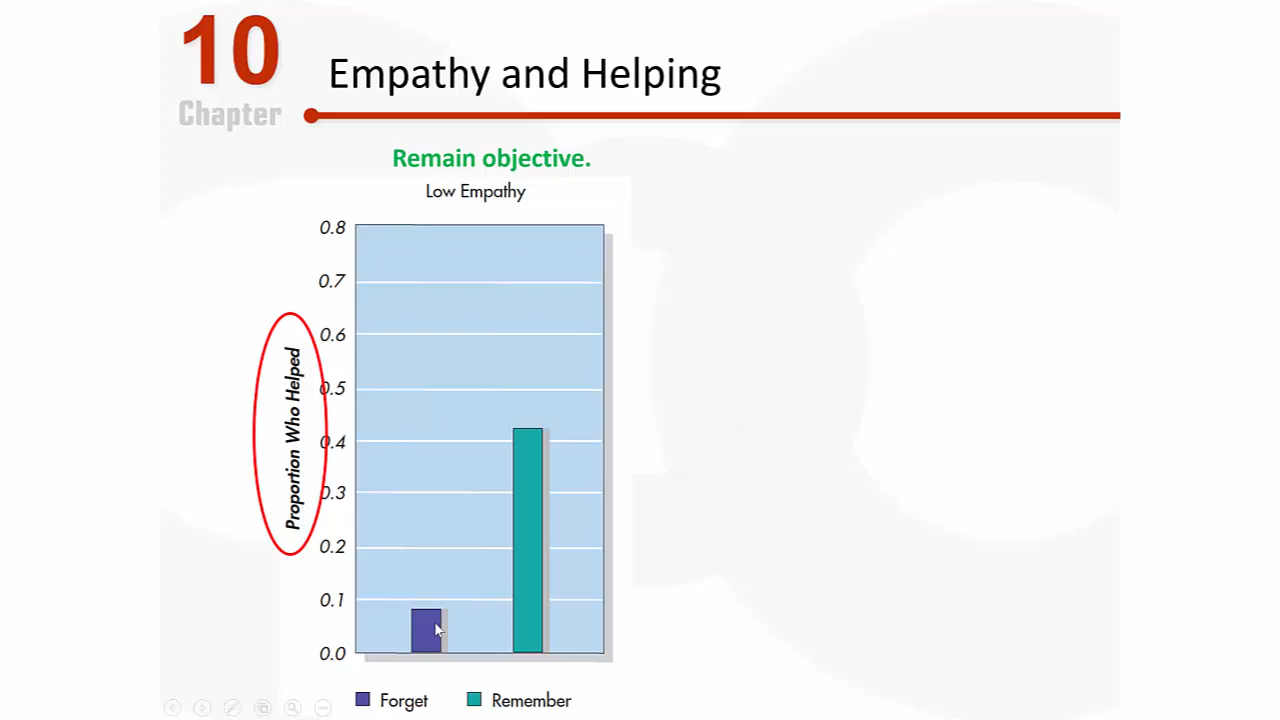 10
Chapter
Empathy and Helping
Remain objective.
Low Empathy
Proportion Who Helped
0.8
0.7
0.6
0.5
0.4
0.3
0.2
0.1
0.0
Forget
Remember